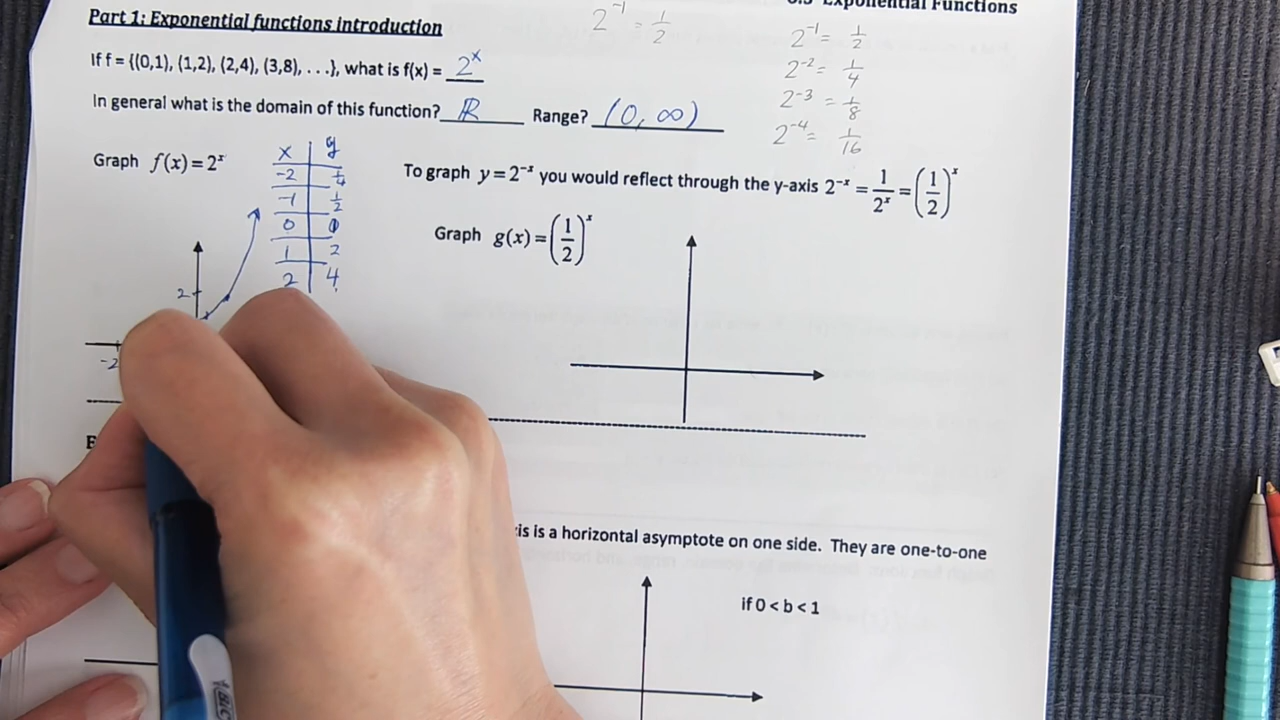 Exponential Functions
Part 1: Exponential functions introduction
2^-1 = 1/2
2^-1 = 1/2
2^-2 = 1/4
2^-3 = 1/8
2^-4 = 1/16
If f = {(0,1), (1,2), (2,4), (3,8), . . .}, what is f(x) = 2^x
In general what is the domain of this function? ℝ Range? (0, ∞)
Graph f(x) = 2^x
x | y
-2 | 1/4
-1 | 1/2
0 | 1
1 | 2
2 | 4
2
-2
To graph y = 2^-x you would reflect through the y-axis 2^-x = 1/2^x = (1/2)^x
Graph g(x) = (1/2)^x
is a horizontal asymptote on one side. They are one-to-one
if 0 < b < 1
BIC